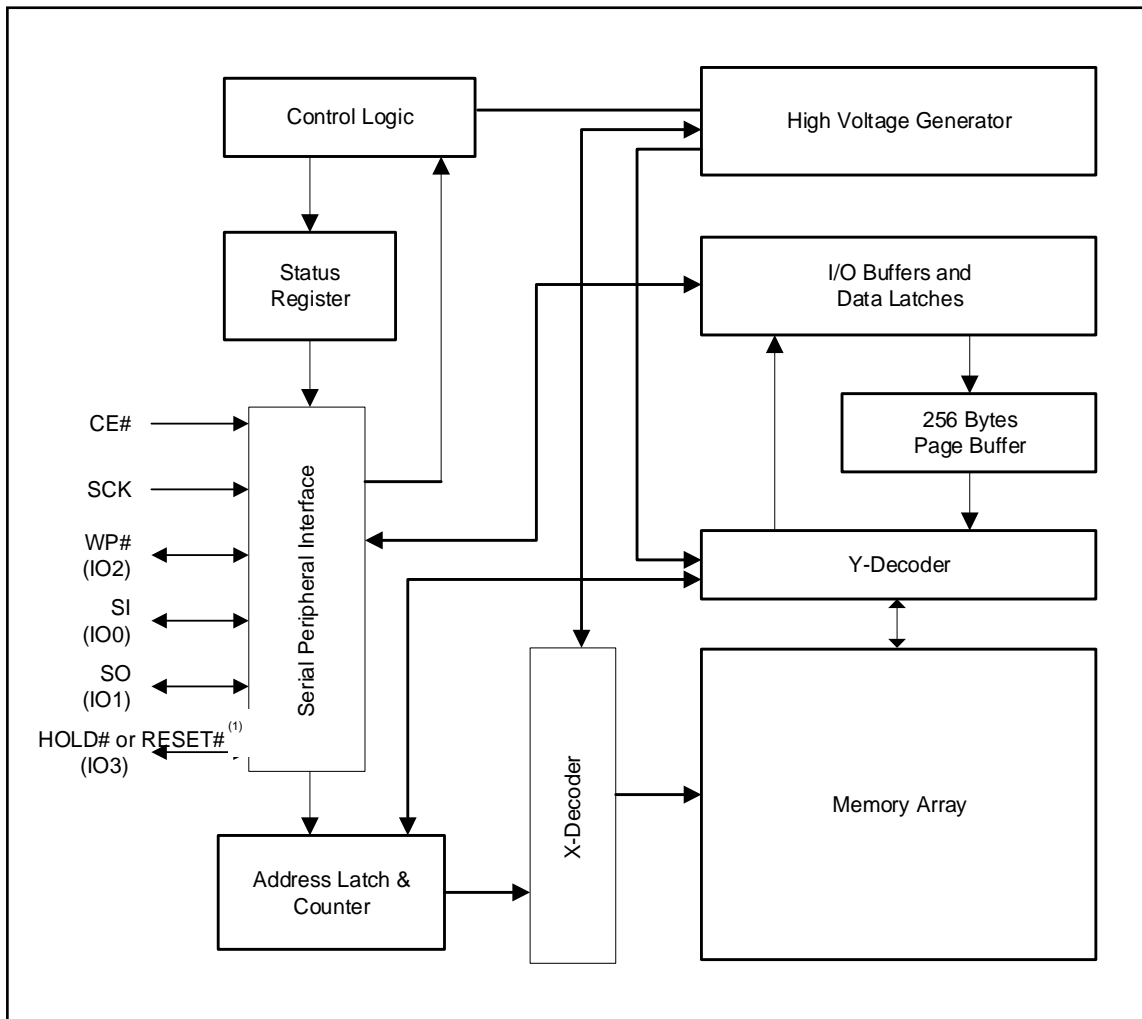 Control Logic
High Voltage Generator
Status
Register
I/O Buffers and
Data Latches
256 Bytes
Page Buffer
CE#
SCK
WP#
(IO2)
SI
(IO0)
SO
(IO1)
HOLD# or RESET# (1)
(IO3)
Serial Peripheral Interface
Y-Decoder
X-Decoder
Memory Array
Address Latch &
Counter